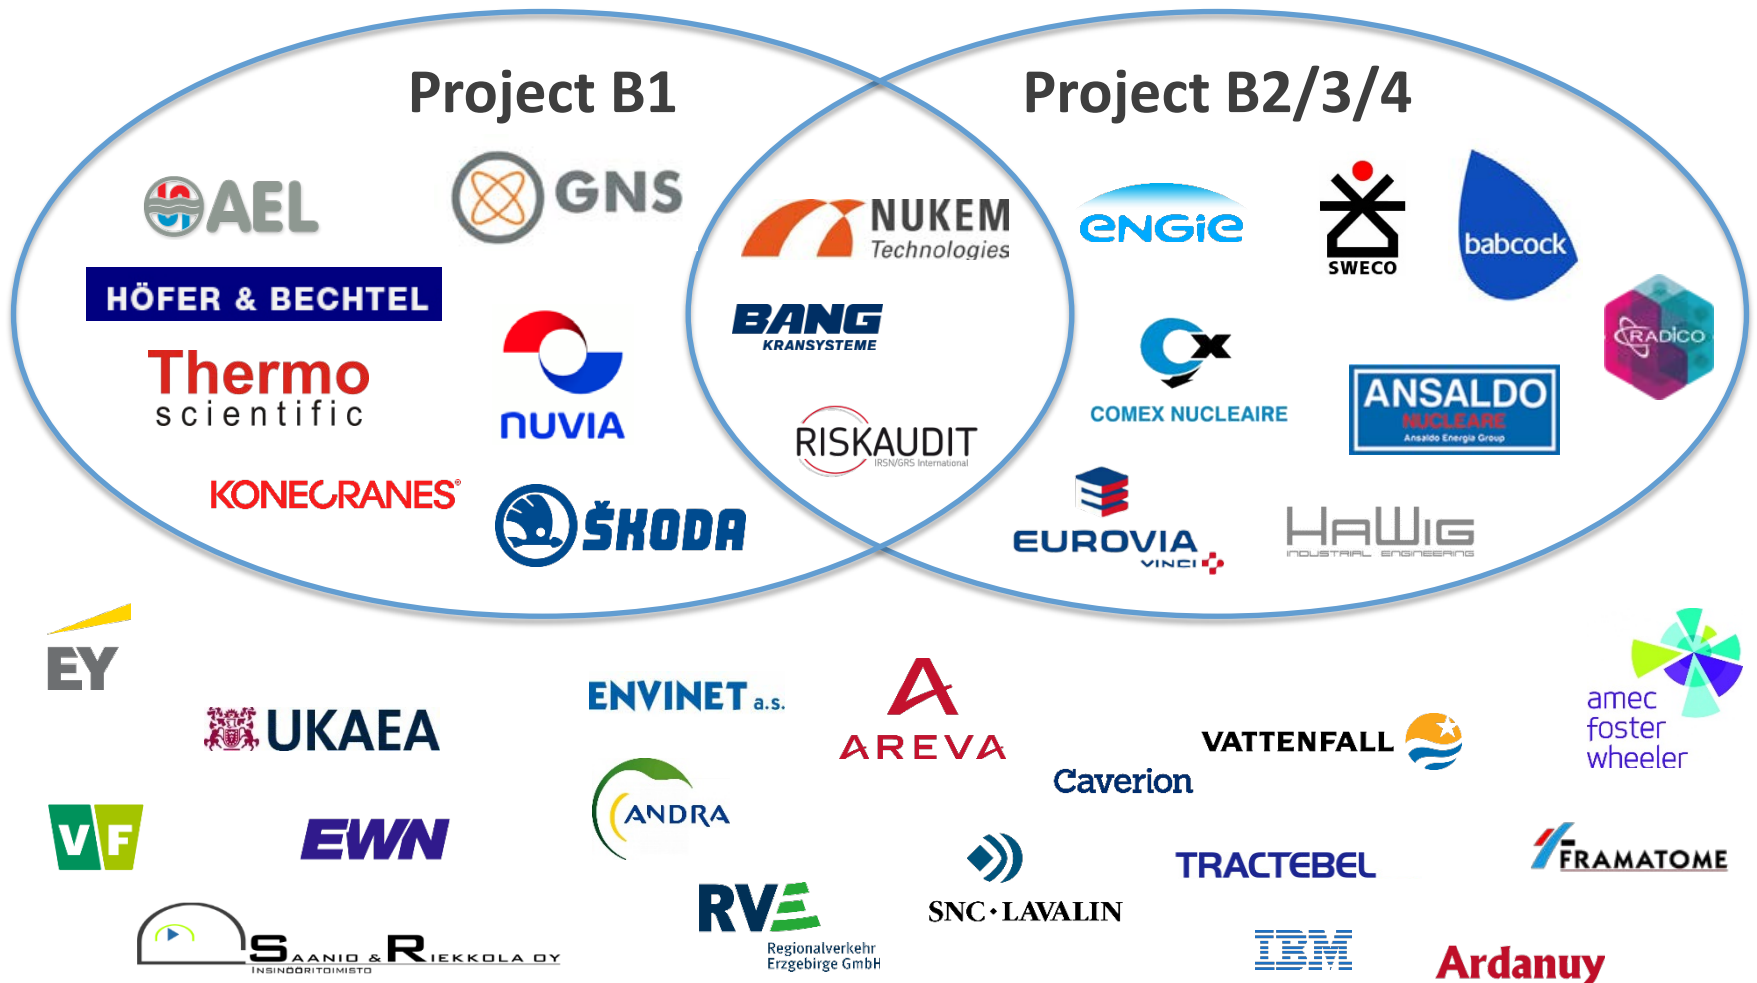 Project B1
Project B2/3/4
AEL
GNS
NUKEM
Technologies
ENGIE
SWECO
babcock
HÖFER & BECHTEL
BANG
KRANSYSTEME
RADICO
Thermo
scientific
NUVIA
COMEX NUCLEAIRE
ANSALDO
NUCLEARE
Ansaldo Energia Group
RISKAUDIT
IRSN/GRS International
KONECRANES®
ŠKODA
EUROVIA
VINCI
HAWIG
INDUSTRIAL ENGINEERING
EY
UKAEA
ENVINET a.s.
AREVA
VATTENFALL
amec
foster
wheeler
Caverion
VF
EWN
ANDRA
TRACTEBEL
FRAMATOME
RVE
Regionalverkehr
Erzgebirge GmbH
SNC • LAVALIN
SAANIO & RIEKKOLA OY
INSINÖÖRITOIMISTO
IBM
Ardanuy